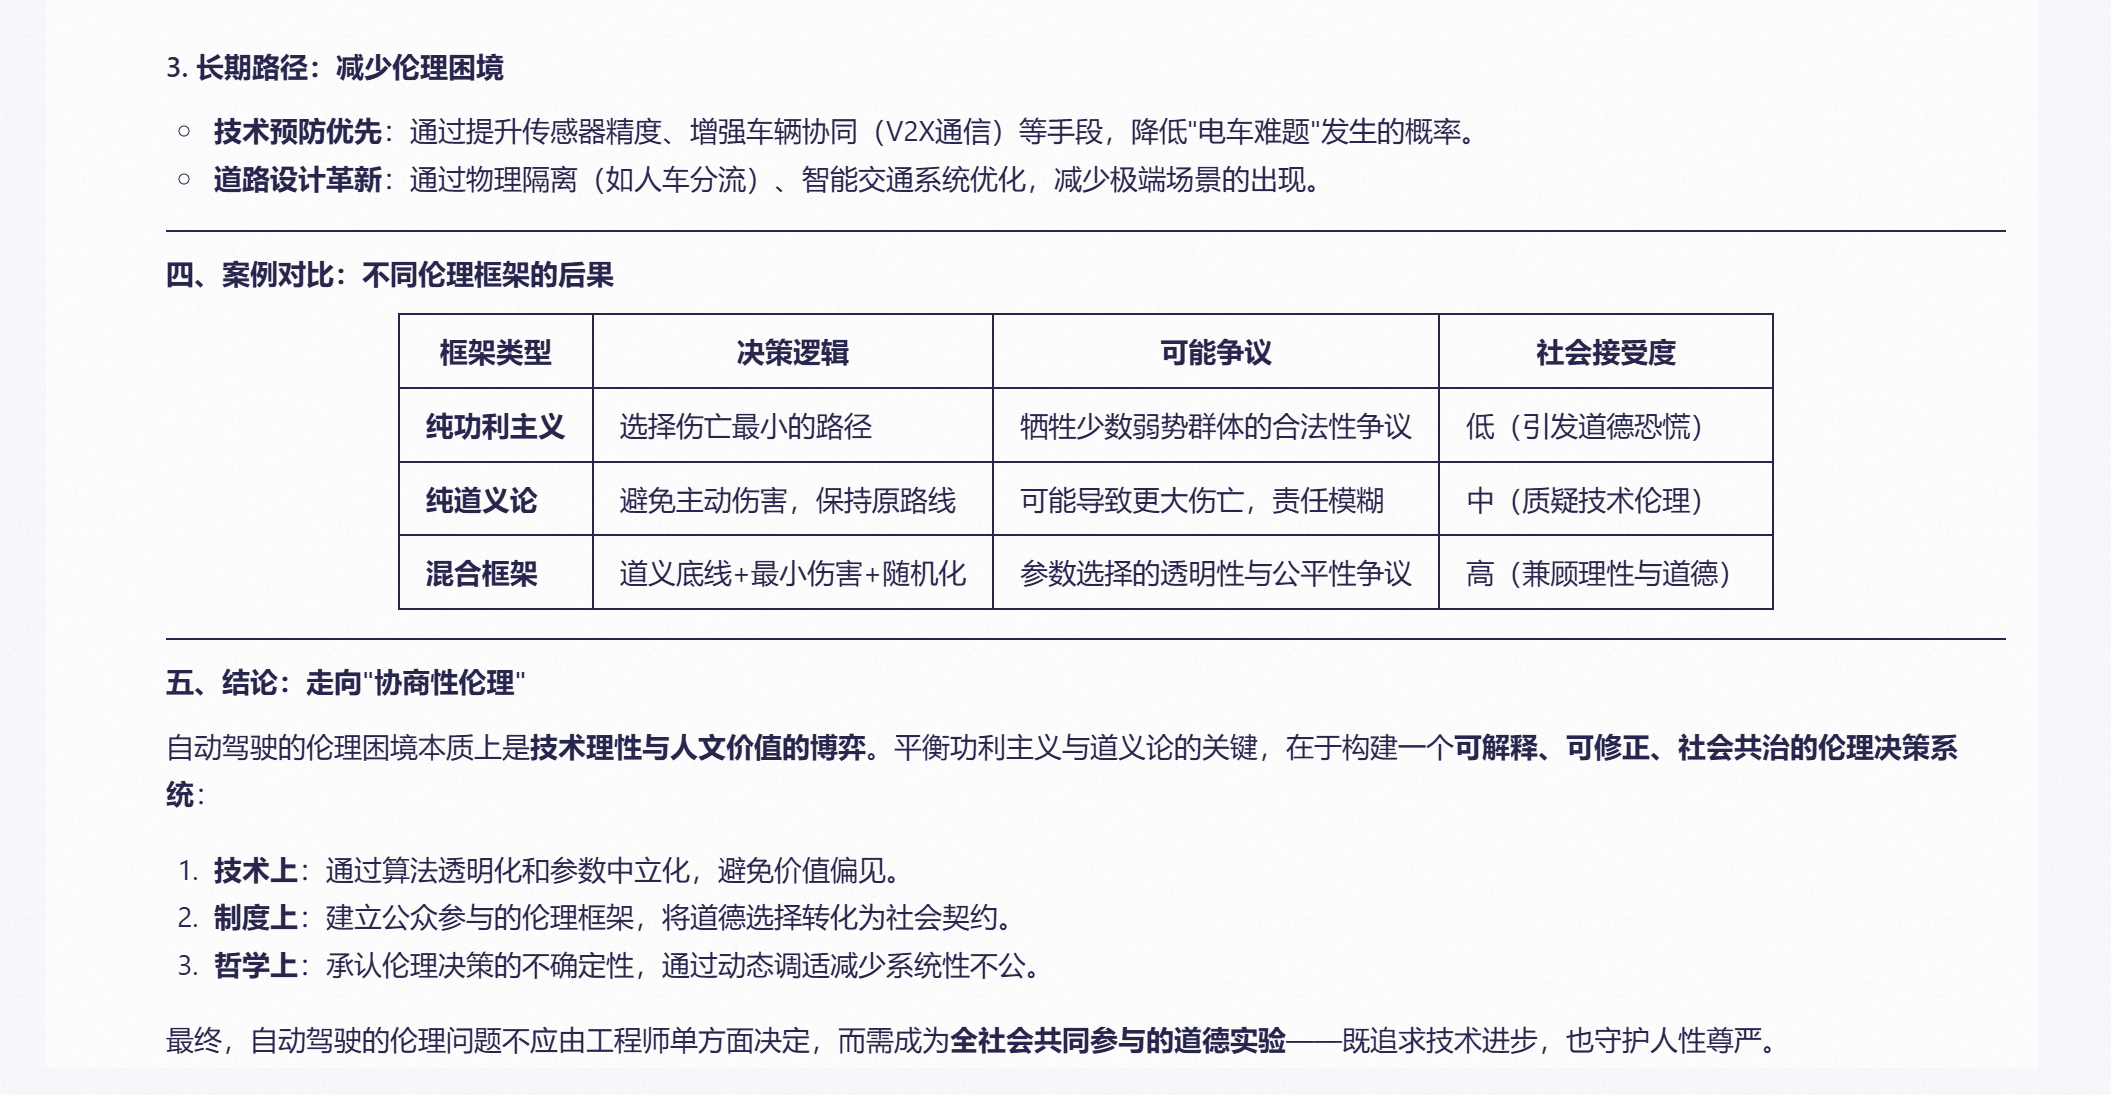 3. 长期路径：减少伦理困境
技术预防优先：通过提升传感器精度、增强车辆协同（V2X通信）等手段，降低"电车难题"发生的概率。
道路设计革新：通过物理隔离（如人车分流）、智能交通系统优化，减少极端场景的出现。
四、案例对比：不同伦理框架的后果
框架类型 决策逻辑 可能争议 社会接受度
纯功利主义 选择伤亡最小的路径 牺牲少数弱势群体的合法性争议 低（引发道德恐慌）
纯道义论 避免主动伤害，保持原路线 可能导致更大伤亡，责任模糊 中（质疑技术伦理）
混合框架 道义底线+最小伤害+随机化 参数选择的透明性与公平性争议 高（兼顾理性与道德）
五、结论：走向"协商性伦理"
自动驾驶的伦理困境本质上是技术理性与人文价值的博弈。平衡功利主义与道义论的关键，在于构建一个可解释、可修正、社会共治的伦理决策系
统：
1. 技术上：通过算法透明化和参数中立化，避免价值偏见。
2. 制度上：建立公众参与的伦理框架，将道德选择转化为社会契约。
3. 哲学上：承认伦理决策的不确定性，通过动态调适减少系统性不公。
最终，自动驾驶的伦理问题不应由工程师单方面决定，而需成为全社会共同参与的道德实验——既追求技术进步，也守护人性尊严。